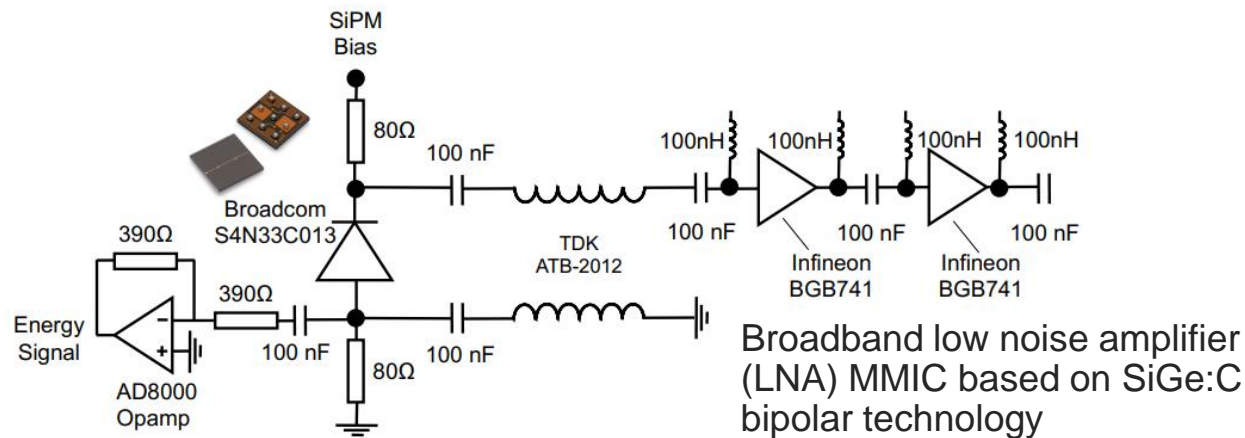 SiPM
Bias
80Ω
100 nF
100nH
100nH
100nH
100nH
Broadcom
S4N33C013
TDK
ATB-2012
100 nF
100 nF
100 nF
Infineon
BGB741
Infineon
BGB741
390Ω
390Ω
Energy
Signal
−
+
100 nF
100 nF
80Ω
AD8000
Opamp
Broadband low noise amplifier
(LNA) MMIC based on SiGe:C
bipolar technology